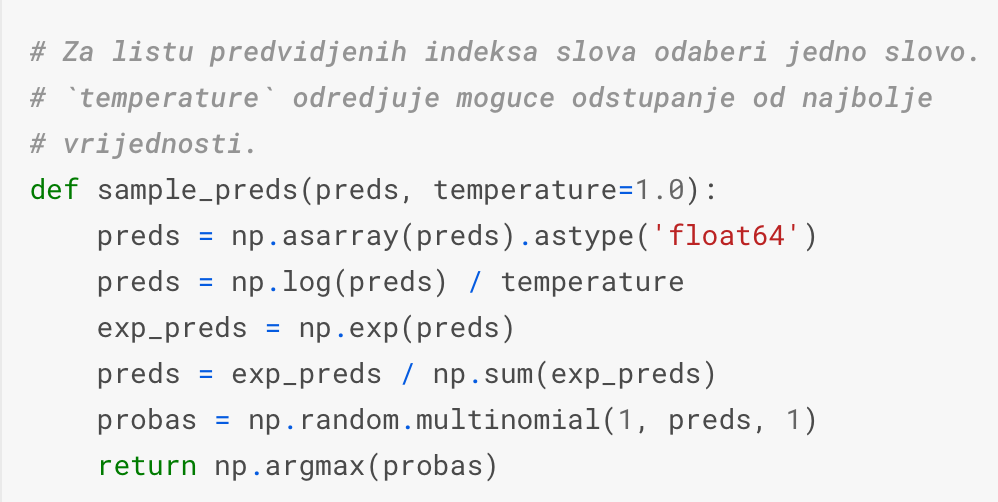 # Za listu predvidjenih indeksa slova odaberi jedno slovo.
# `temperature` odredjuje moguce odstupanje od najbolje
# vrijednosti.
def sample_preds(preds, temperature=1.0):
    preds = np.asarray(preds).astype('float64')
    preds = np.log(preds) / temperature
    exp_preds = np.exp(preds)
    preds = exp_preds / np.sum(exp_preds)
    probas = np.random.multinomial(1, preds, 1)
    return np.argmax(probas)